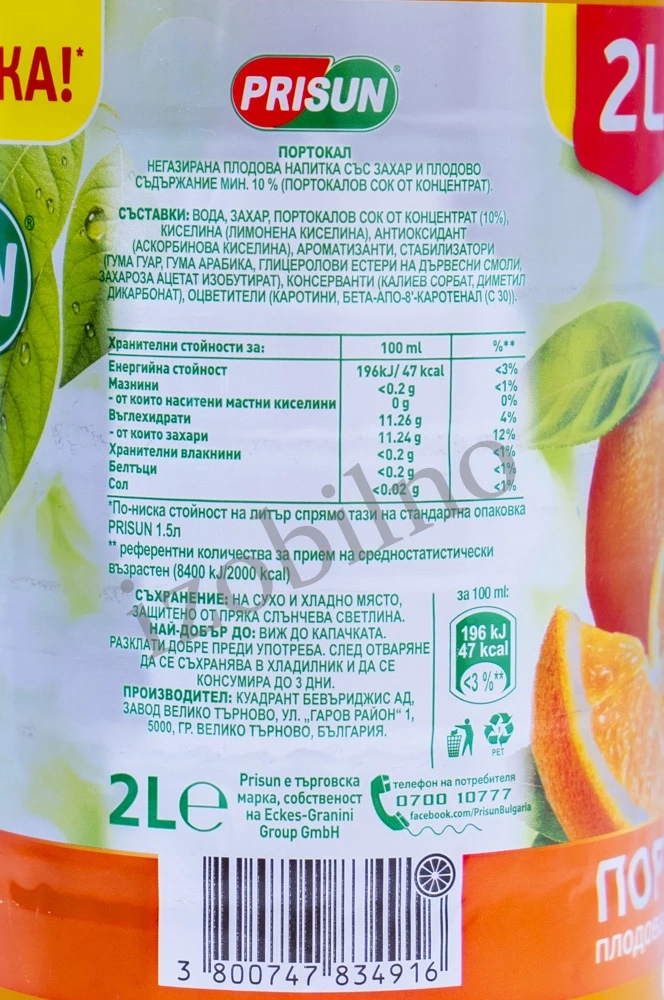 КА!*
PRISUN®
2L
ПОРТОКАЛ
НЕГАЗИРАНА ПЛОДОВА НАПИТКА СЪС ЗАХАР И ПЛОДОВО
СЪДЪРЖАНИЕ МИН. 10 % (ПОРТОКАЛОВ СОК ОТ КОНЦЕНТРАТ).
СЪСТАВКИ: ВОДА, ЗАХАР, ПОРТОКАЛОВ СОК ОТ КОНЦЕНТРАТ (10%),
КИСЕЛИНА (ЛИМОНЕНА КИСЕЛИНА), АНТИОКСИДАНТ
(АСКОРБИНОВА КИСЕЛИНА), АРОМАТИЗАНТИ, СТАБИЛИЗАТОРИ
(ГУМА ГУАР, ГУМА АРАБИКА, ГЛИЦЕРОЛОВИ ЕСТЕРИ НА ДЪРВЕСНИ СМОЛИ,
ЗАХАРОЗА АЦЕТАТ ИЗОБУТИРАТ), КОНСЕРВАНТИ (КАЛИЕВ СОРБАТ, ДИМЕТИЛ
ДИКАРБОНАТ), ОЦВЕТИТЕЛИ (КАРОТИНИ, БЕТА-АПО-8'-КАРОТЕНАЛ (C 30)).
Хранителни стойности за: 100 ml %**
Енергийна стойност 196kJ/ 47 kcal <3%
Мазнини <0,2 g <1%
- от които наситени мастни киселини 0 g 0%
Въглехидрати 11.26 g 4%
- от които захари 11.24 g 12%
Хранителни влакнини <0.2 g <1%
Белтъци <0.2 g <1%
Сол <0.02 g <1%
*По-ниска стойност на литър спрямо тази на стандартна опаковка
PRISUN 1.5л
** референтни количества за прием на средностатистически
възрастен (8400 kJ/2000 kcal)
izobilno
СЪХРАНЕНИЕ: НА СУХО И ХЛАДНО МЯСТО,
ЗАЩИТЕНО ОТ ПРЯКА СЛЪНЧЕВА СВЕТЛИНА.
НАЙ-ДОБЪР ДО: ВИЖ ДО КАПАЧКАТА.
РАЗКЛАТИ ДОБРЕ ПРЕДИ УПОТРЕБА. СЛЕД ОТВАРЯНЕ
ДА СЕ СЪХРАНЯВА В ХЛАДИЛНИК И ДА СЕ
КОНСУМИРА ДО 3 ДНИ.
ПРОИЗВОДИТЕЛ: КУАДРАНТ БЕВЪРИДЖИС АД,
ЗАВОД ВЕЛИКО ТЪРНОВО, УЛ. „ГАРОВ РАЙОН“ 1,
5000, ГР. ВЕЛИКО ТЪРНОВО, БЪЛГАРИЯ.
за 100 ml:
196 kJ
47 kcal
<3 %**
1
PET
2L℮
Prisun е търговска
марка, собственост
на Eckes-Granini
Group GmbH
телефон на потребителя
0700 10777
facebook.com/PrisunBulgaria
3 800747 834916